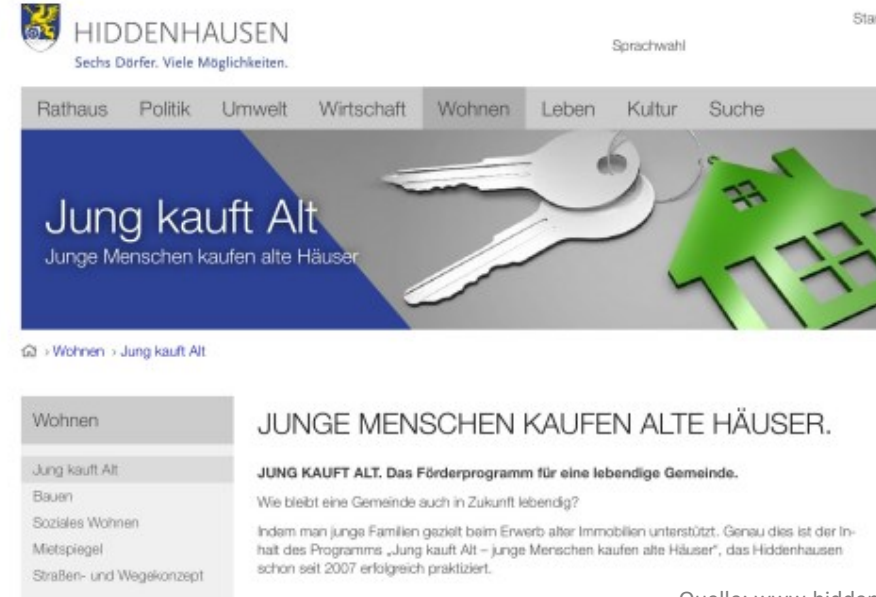 HIDDENHAUSEN
Sechs Dörfer. Viele Möglichkeiten.
Sprachwahl
Rathaus Politik Umwelt Wirtschaft Wohnen Leben Kultur Suche
Jung kauft Alt
Junge Menschen kaufen alte Häuser
› Wohnen › Jung kauft Alt
Wohnen
Jung kauft Alt
Bauen
Soziales Wohnen
Mietspiegel
Straßen- und Wegekonzept
JUNGE MENSCHEN KAUFEN ALTE HÄUSER.
JUNG KAUFT ALT. Das Förderprogramm für eine lebendige Gemeinde.
Wie bleibt eine Gemeinde auch in Zukunft lebendig?
Indem man junge Familien gezielt beim Erwerb alter Immobilien unterstützt. Genau dies ist der In-
halt des Programms „Jung kauft Alt – junge Menschen kaufen alte Häuser“, das Hiddenhausen
schon seit 2007 erfolgreich praktiziert.